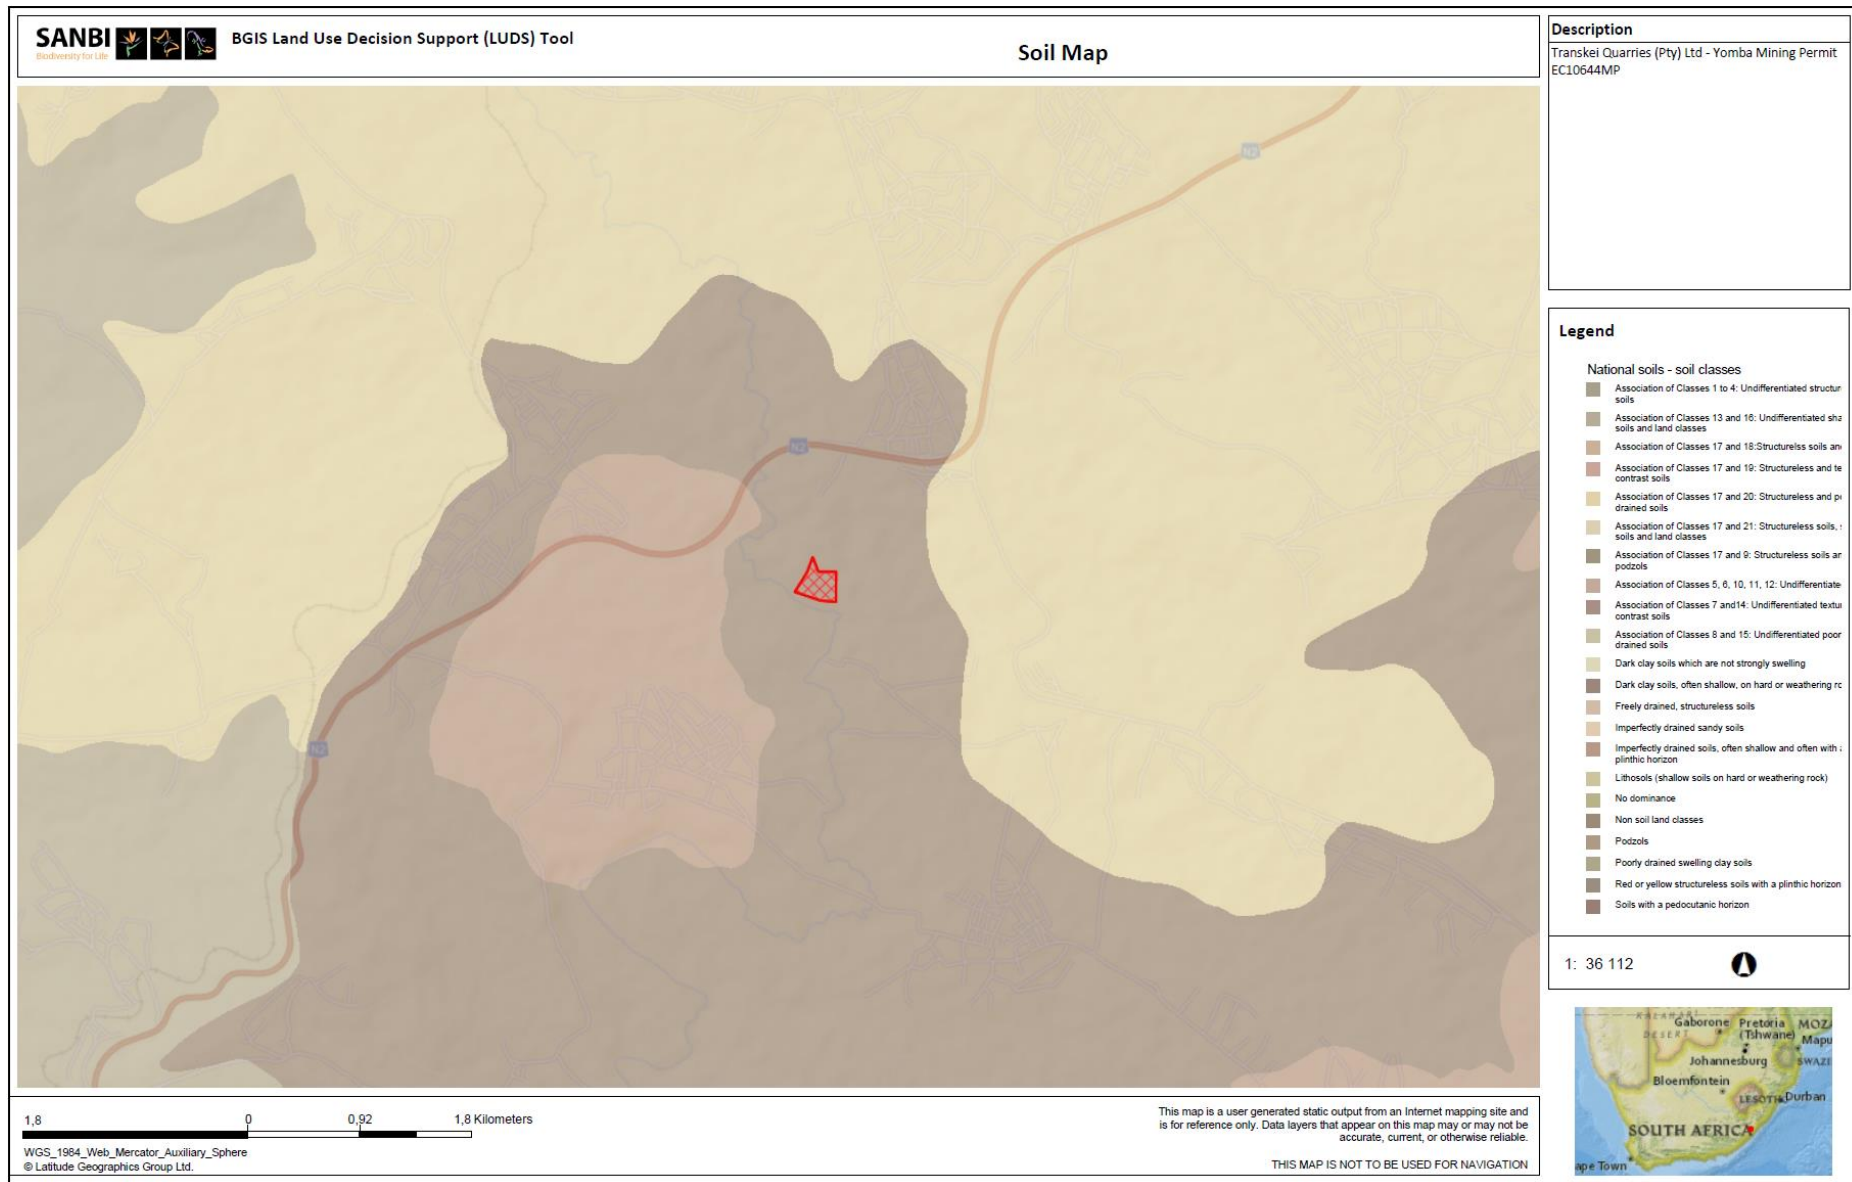 SANBI
Biodiversity for Life
BGIS Land Use Decision Support (LUDS) Tool
Soil Map
Description
Transkei Quarries (Pty) Ltd - Yomba Mining Permit
EC10644MP
N2
N2
N2
Legend
National soils - soil classes
Association of Classes 1 to 4: Undifferentiated structur
soils
Association of Classes 13 and 16: Undifferentiated sha
soils and land classes
Association of Classes 17 and 18:Structurelss soils an
Association of Classes 17 and 19: Structureless and te
contrast soils
Association of Classes 17 and 20: Structureless and p
drained soils
Association of Classes 17 and 21: Structureless soils,
soils and land classes
Association of Classes 17 and 9: Structureless soils ar
podzols
Association of Classes 5, 6, 10, 11, 12: Undifferentiate
Association of Classes 7 and14: Undifferentiated textu
contrast soils
Association of Classes 8 and 15: Undifferentiated poor
drained soils
Dark clay soils which are not strongly swelling
Dark clay soils, often shallow, on hard or weathering rc
Freely drained, structureless soils
Imperfectly drained sandy soils
Imperfectly drained soils, often shallow and often with
plinthic horizon
Lithosols (shallow soils on hard or weathering rock)
No dominance
Non soil land classes
Podzols
Poorly drained swelling clay soils
Red or yellow structureless soils with a plinthic horizon
Soils with a pedocutanic horizon
1: 36 112
KALAHARI
DESERT
Gaborone
Pretoria
(Tshwane)
MOZ
Mapu
Johannesburg
SWAZI
Bloemfontein
LESOTH
Durban
SOUTH AFRICA
ape Town
1,8
0
0,92
1,8 Kilometers
WGS_1984_Web_Mercator_Auxiliary_Sphere
© Latitude Geographics Group Ltd.
This map is a user generated static output from an Internet mapping site and
is for reference only. Data layers that appear on this map may or may not be
accurate, current, or otherwise reliable.
THIS MAP IS NOT TO BE USED FOR NAVIGATION